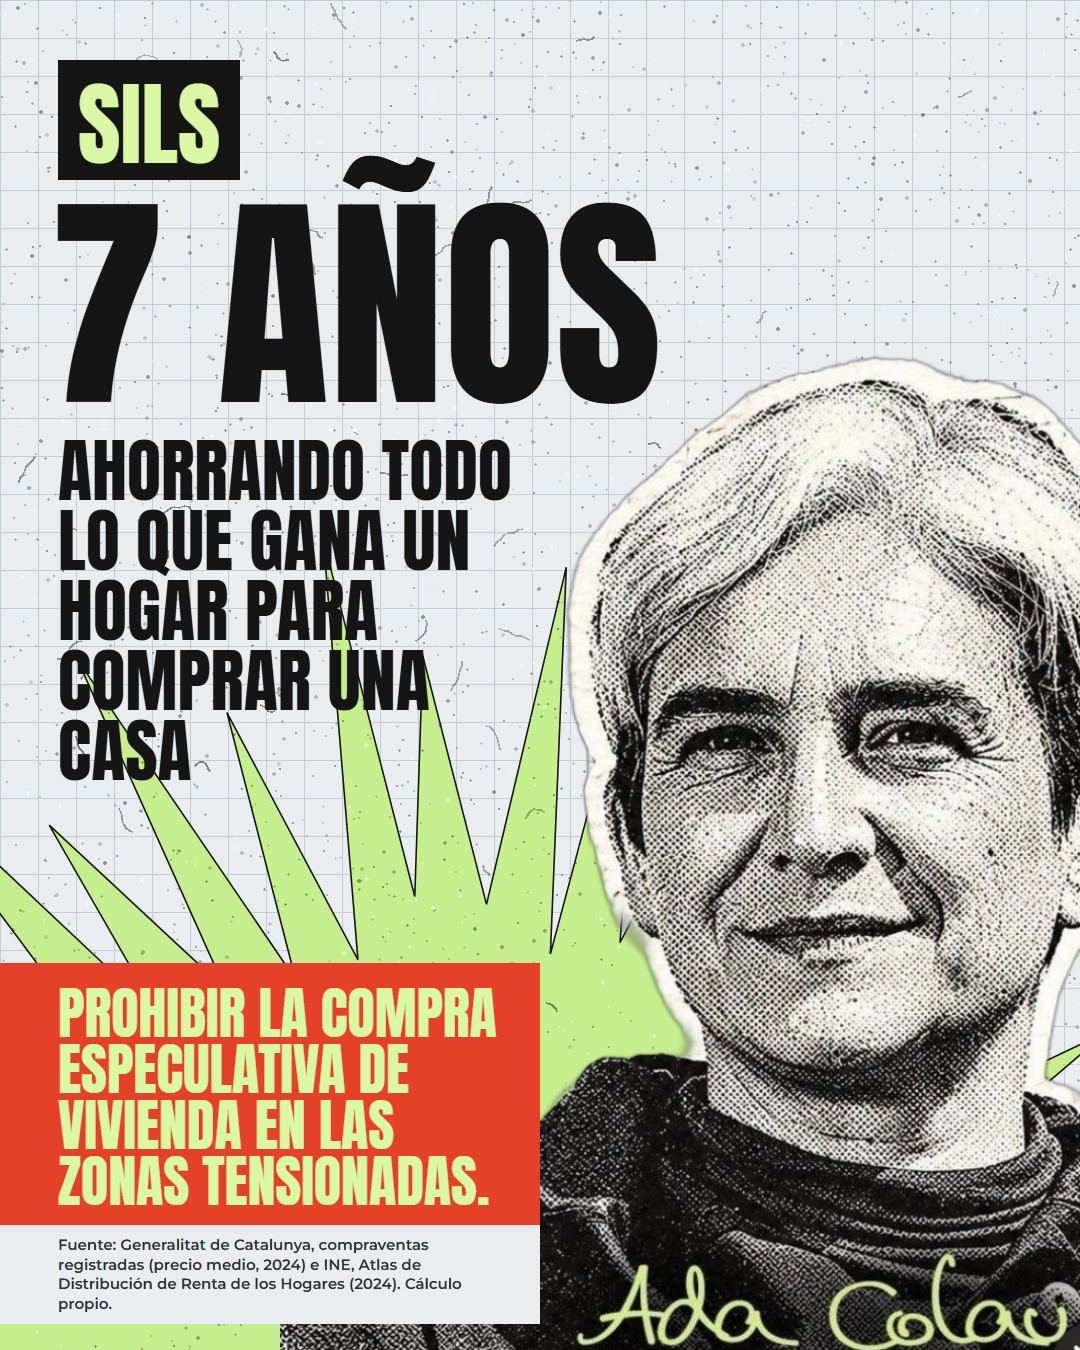 SILS
7 AÑOS
AHORRANDO TODO
LO QUE GANA UN
HOGAR PARA
COMPRAR UNA
CASA
PROHIBIR LA COMPRA
ESPECULATIVA DE
VIVIENDA EN LAS
ZONAS TENSIONADAS.
Fuente: Generalitat de Catalunya, compraventas
registradas (precio medio, 2024) e INE, Atlas de
Distribución de Renta de los Hogares (2024). Cálculo
propio.
Ada Colau